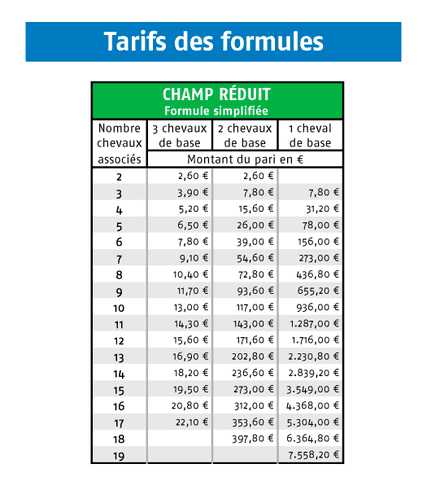 Tarifs des formules
CHAMP RÉDUIT
Formule simplifiée
Nombre 3 chevaux 2 chevaux 1 cheval
chevaux de base de base de base
associés Montant du pari en €
2 2,60 € 2,60 €
3 3,90 € 7,80 € 7,80 €
4 5,20 € 15,60 € 31,20 €
5 6,50 € 26,00 € 78,00 €
6 7,80 € 39,00 € 156,00 €
7 9,10 € 54,60 € 273,00 €
8 10,40 € 72,80 € 436,80 €
9 11,70 € 93,60 € 655,20 €
10 13,00 € 117,00 € 936,00 €
11 14,30 € 143,00 € 1.287,00 €
12 15,60 € 171,60 € 1.716,00 €
13 16,90 € 202,80 € 2.230,80 €
14 18,20 € 236,60 € 2.839,20 €
15 19,50 € 273,00 € 3.549,00 €
16 20,80 € 312,00 € 4.368,00 €
17 22,10 € 353,60 € 5.304,00 €
18 397,80 € 6.364,80 €
19 7.558,20 €